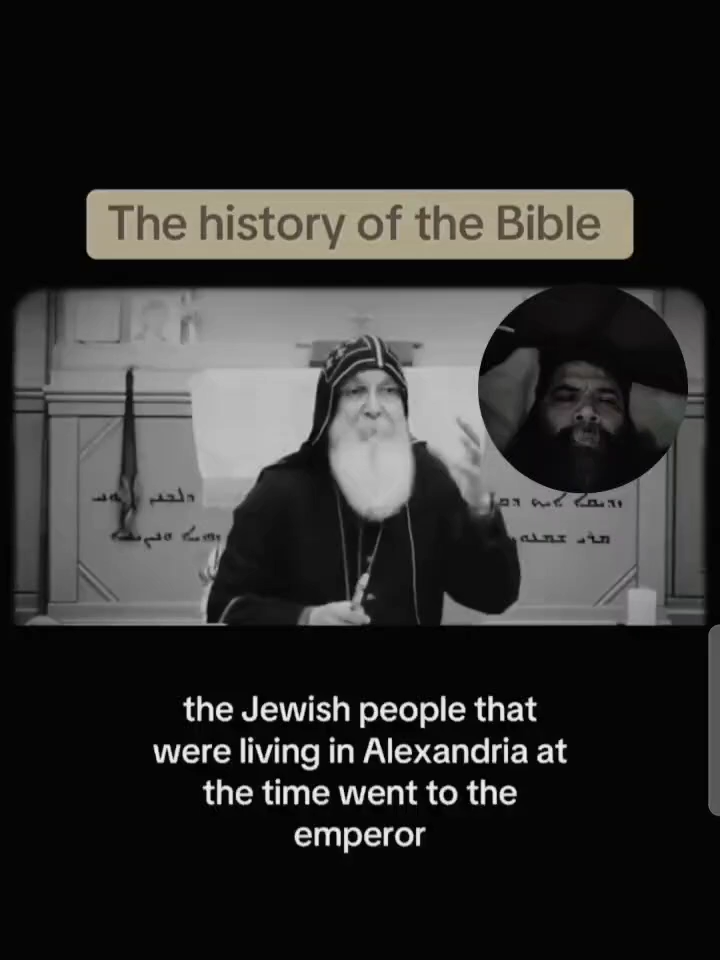 The history of the Bible
the Jewish people that
were living in Alexandria at
the time went to the
emperor